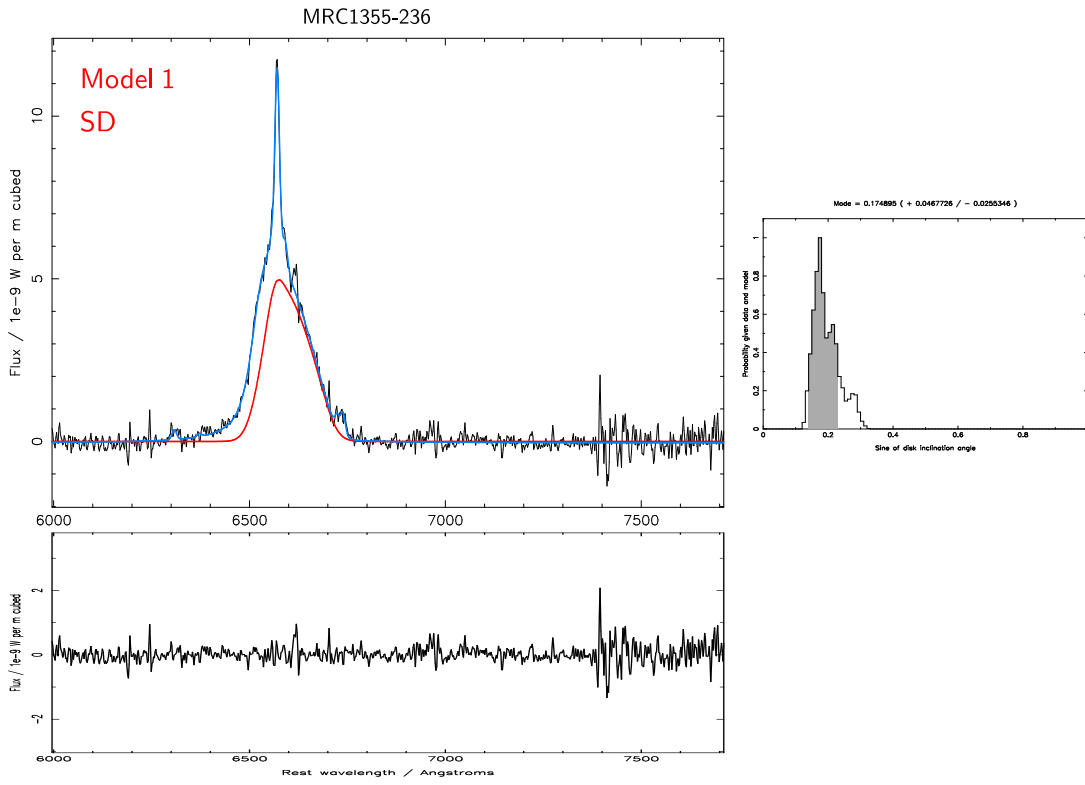 MRC1355-236
Model 1
SD
Flux / 1e-9 W per m cubed
10
5
0
6000 6500 7000 7500
Flux / 1e-9 W per m cubed
2
0
-2
6000 6500 7000 7500
Rest wavelength / Angstroms
Mode = 0.174895 ( + 0.0467726 / - 0.0255346 )
Probability given data and model
1
0.8
0.6
0.4
0.2
0
0 0.2 0.4 0.6 0.8
Sine of disk inclination angle